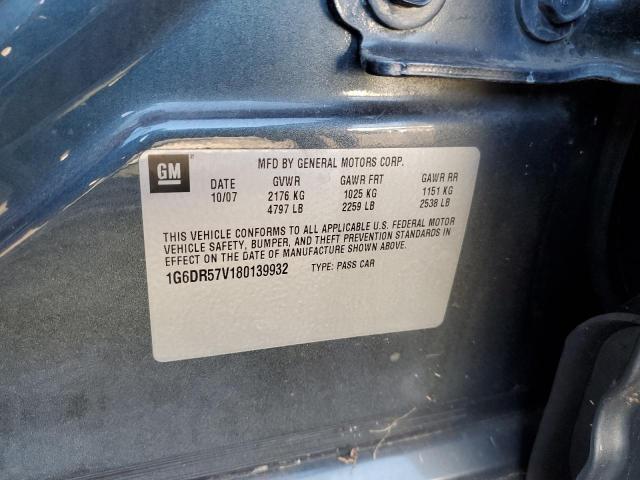 GM
MFD BY GENERAL MOTORS CORP.
DATE GVWR GAWR FRT GAWR RR
10/07 2176 KG 1025 KG 1151 KG
4797 LB 2259 LB 2538 LB
THIS VEHICLE CONFORMS TO ALL APPLICABLE U.S. FEDERAL MOTOR
VEHICLE SAFETY, BUMPER, AND THEFT PREVENTION STANDARDS IN
EFFECT ON THE DATE OF MANUFACTURE SHOWN ABOVE.
1G6DR57V180139932 TYPE: PASS CAR